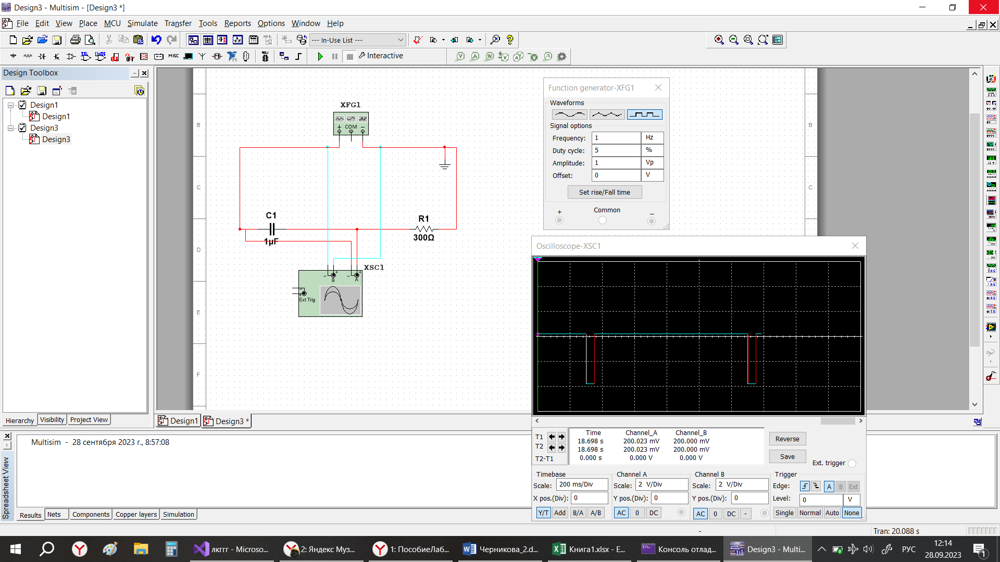 Design3 - Multisim - [Design3 *]
File Edit View Place MCU Simulate Transfer Tools Reports Options Window Help
--- In-Use List ---
MISC
Interactive
Design Toolbox
Design1
Design1
Design3
Design3
Hierarchy Visibility Project View
B
C
D
E
F
B
C
XFG1
COM
C1
1µF
R1
300Ω
XSC1
B A
Ext Trig
Function generator-XFG1
Waveforms
Signal options
Frequency: 1 Hz
Duty cycle: 5 %
Amplitude: 1 Vp
Offset: 0 V
Set rise/Fall time
+ Common −
Oscilloscope-XSC1
Time Channel_A Channel_B
T1 18.698 s 200.023 mV 200.000 mV
T2 18.698 s 200.023 mV 200.000 mV
T2-T1 0.000 s 0.000 V 0.000 V
Reverse
Save
Ext. trigger
Timebase
Scale: 200 ms/Div
X pos.(Div): 0
Y/T Add B/A A/B
Channel A
Scale: 2 V/Div
Y pos.(Div): 0
AC 0 DC
Channel B
Scale: 2 V/Div
Y pos.(Div): 0
AC 0 DC -
Trigger
Edge: A B Ext
Level: 0 V
Single Normal Auto None
Design1 Design3 *
Multisim - 28 сентября 2023 г., 8:57:08
Spreadsheet View
Results Nets Components Copper layers Simulation
- Tran: 20.088 s
лкггг - Microso...
2: Яндекс Муз...
1: ПособиеЛаб...
Черникова_2.d...
Книга1.xlsx - E...
Консоль отлад...
Design3 - Multi...
РУС
12:14
28.09.2023
1